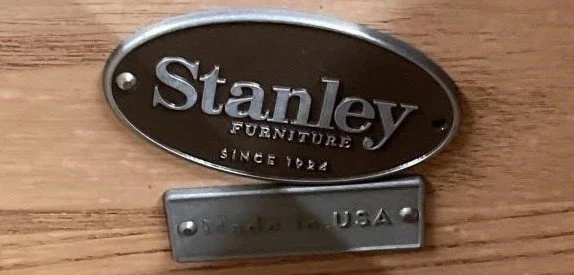 Stanley
FURNITURE
SINCE 1924
Made in USA